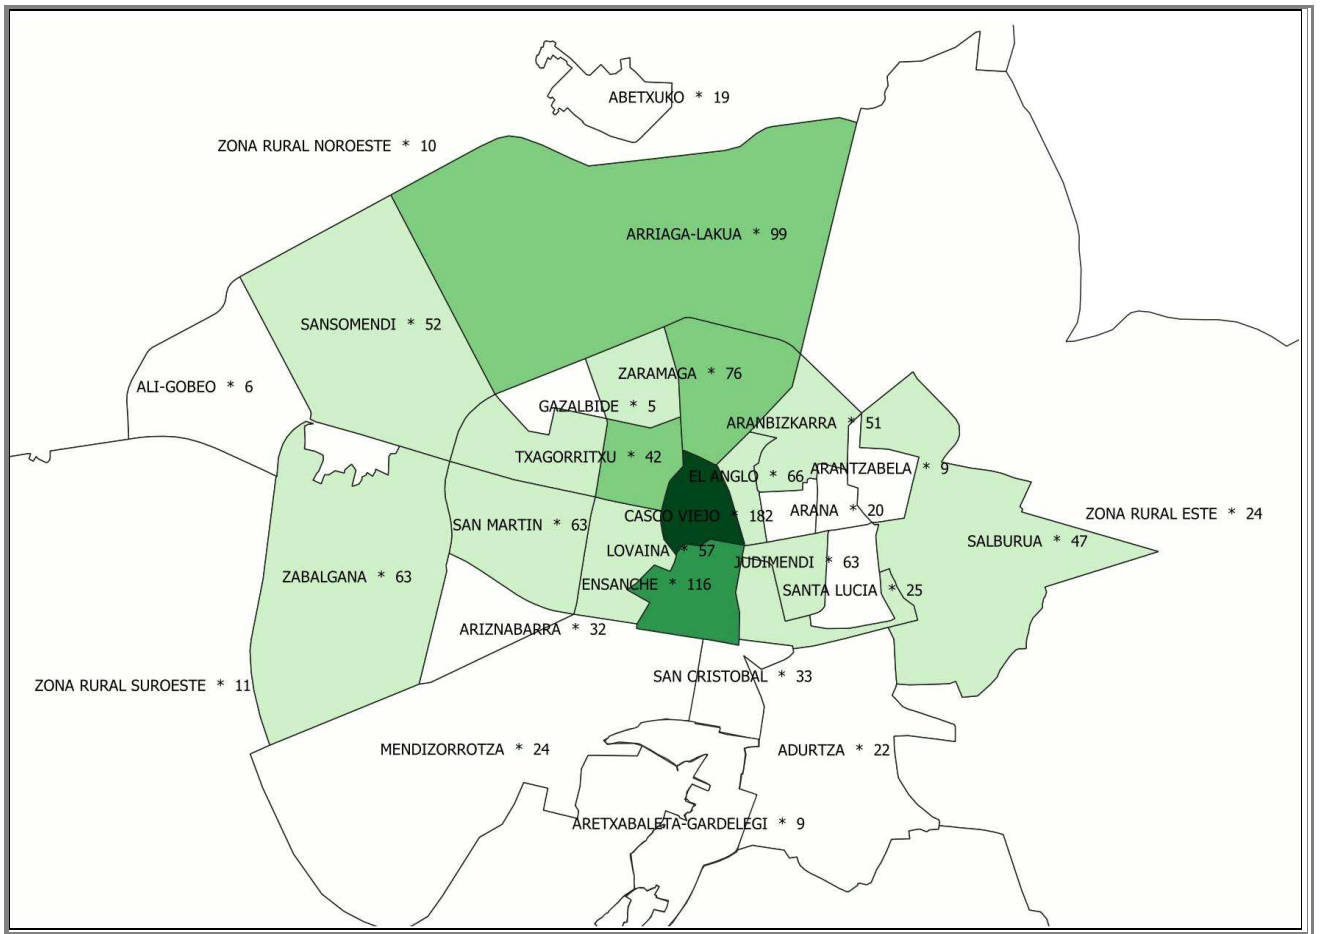 ABETXUKO * 19
ZONA RURAL NOROESTE * 10
ARRIAGA-LAKUA * 99
SANSOMENDI * 52
ZARAMAGA * 76
ALI-GOBEO * 6
GAZALBIDE * 5
ARANBIZKARRA * 51
TXAGORRITXU * 42
ARANTZABELA * 9
EL ANGLO * 66
ARANA * 20
ZONA RURAL ESTE * 24
CASCO VIEJO * 182
SAN MARTIN * 63
SALBURUA * 47
LOVAINA * 57
JUDIMENDI * 63
ZABALGANA * 63
ENSANCHE * 116
SANTA LUCIA * 25
ARIZNABARRA * 32
SAN CRISTOBAL * 33
ZONA RURAL SUROESTE * 11
MENDIZORROTZA * 24
ADURTZA * 22
ARETXABALETA-GARDELEGI * 9